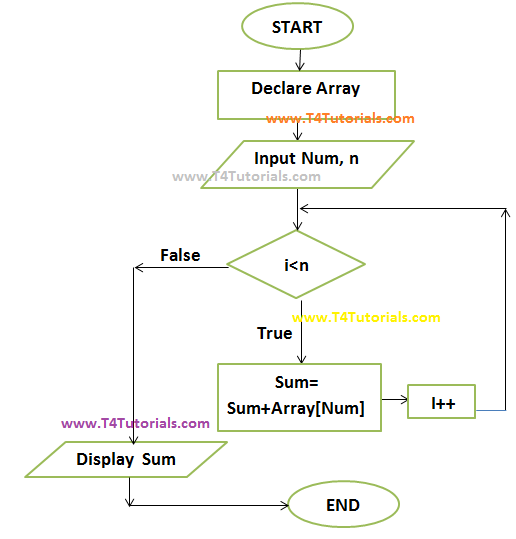 START
Declare Array
www.T4Tutorials.com
Input Num, n
www.T4Tutorials.com
False
i<n
www.T4Tutorials.com
True
Sum=
Sum+Array[Num]
I++
www.T4Tutorials.com
Display Sum
END